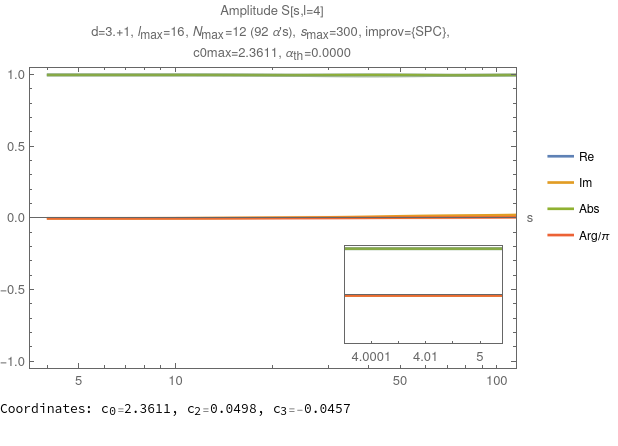 Amplitude S[s,l=4]
d=3.+1, lmax=16, Nmax=12 (92 α's), smax=300, improv={SPC},
c0max=2.3611, αth=0.0000
1.0
0.5
0.0
−0.5
−1.0
s
Re
Im
Abs
Arg/π
4.0001 4.01 5
5 10 50 100
Coordinates: c0=2.3611, c2=0.0498, c3=−0.0457